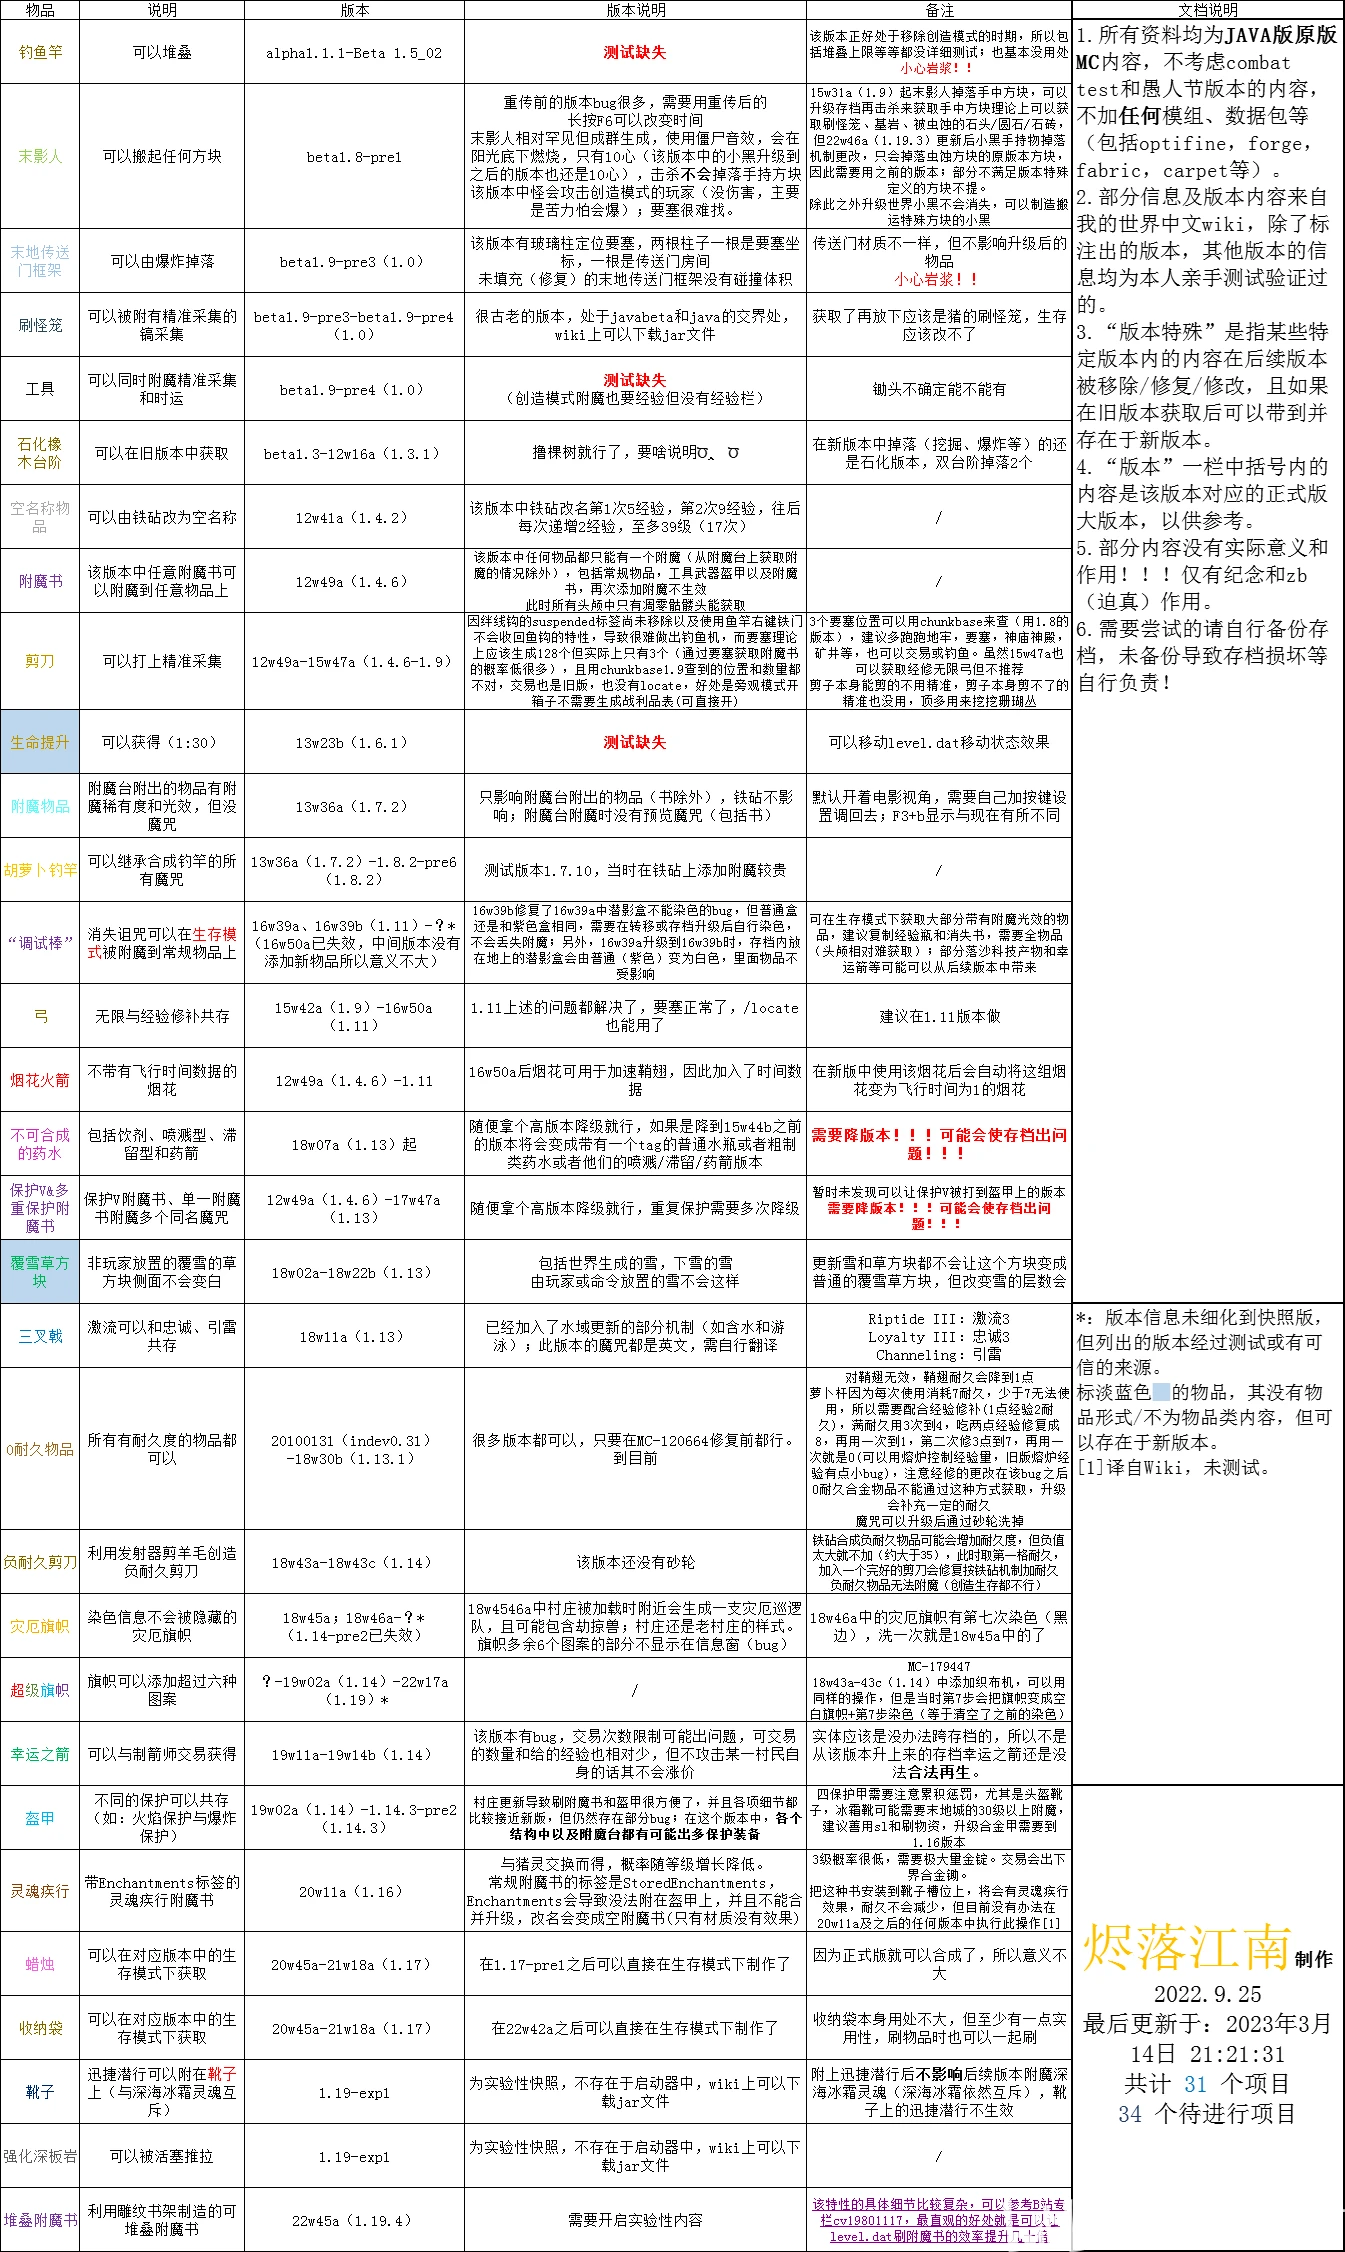 物品
说明
版本
版本说明
备注
文档说明
钓鱼竿
可以堆叠
alpha1.1.1-Beta 1.5_02
测试缺失
该版本正好处于移除创造模式的时期，所以包
括堆叠上限等等都没详细测试；也基本没用处
小心岩浆！！
末影人
可以搬起任何方块
beta1.8-pre1
重传前的版本bug很多，需要用重传后的
长按F6可以改变时间
末影人相对罕见但成群生成，使用僵尸音效，会在
阳光底下燃烧，只有10心（该版本中的小黑升级到
之后的版本也还是10心），击杀不会掉落手持方块
该版本中怪会攻击创造模式的玩家（没伤害，主要
是苦力怕会爆）；要塞很难找。
15w31a（1.9）起末影人掉落手中方块，可以
升级存档再击杀来获取手中方块理论上可以获
取刷怪笼、基岩、被虫蚀的石头/圆石/石砖，
但22w46a（1.19.3）更新后小黑手持物掉落
机制更改，只会掉落虫蚀方块的原版本方块，
因此需要用之前的版本；部分不满足版本特殊
定义的方块不提。
除此之外升级世界小黑不会消失，可以制造搬
运特殊方块的小黑
末地传送
门框架
可以由爆炸掉落
beta1.9-pre3（1.0）
该版本有玻璃柱定位要塞，两根柱子一根是要塞坐
标，一根是传送门房间
未填充（修复）的末地传送门框架没有碰撞体积
传送门材质不一样，但不影响升级后的
物品
小心岩浆！！
刷怪笼
可以被附有精准采集的
镐采集
beta1.9-pre3-beta1.9-pre4
（1.0）
很古老的版本，处于javabeta和java的交界处，
wiki上可以下载jar文件
获取了再放下应该是猪的刷怪笼，生存
应该改不了
工具
可以同时附魔精准采集
和时运
beta1.9-pre4（1.0）
测试缺失
（创造模式附魔也要经验但没有经验栏）
锄头不确定能不能有
石化橡
木台阶
可以在旧版本中获取
beta1.3-12w16a（1.3.1）
撸棵树就行了，要啥说明Ծ‸Ծ
在新版本中掉落（挖掘、爆炸等）的还
是石化版本，双台阶掉落2个
空名称物
品
可以由铁砧改为空名称
12w41a（1.4.2）
该版本中铁砧改名第1次5经验，第2次9经验，往后
每次递增2经验，至多39级（17次）
/
附魔书
该版本中任意附魔书可
以附魔到任意物品上
12w49a（1.4.6）
该版本中任何物品都只能有一个附魔（从附魔台上获取附
魔的情况除外），包括常规物品，工具武器盔甲以及附魔
书，再次添加附魔不生效
此时所有头颅中只有凋零骷髅头能获取
/
剪刀
可以打上精准采集
12w49a-15w47a（1.4.6-1.9）
因绊线钩的suspended标签尚未移除以及使用鱼竿右键铁门
不会收回鱼钩的特性，导致很难做出钓鱼机，而要塞理论
上应该生成128个但实际上只有3个（通过要塞获取附魔书
的概率低很多），且用chunkbase1.9查到的位置和数量都
不对，交易也是旧版，也没有locate，好处是旁观模式开
箱子不需要生成战利品表(可直接开)
3个要塞位置可以用chunkbase来查（用1.8的
版本），建议多跑跑地牢，要塞，神庙神殿，
矿井等，也可以交易或钓鱼。虽然15w47a也
可以获取经修无限弓但不推荐
剪子本身能剪的不用精准，剪子本身剪不了的
精准也没用，顶多用来挖挖珊瑚丛
生命提升
可以获得（1:30）
13w23b（1.6.1）
测试缺失
可以移动level.dat移动状态效果
附魔物品
附魔台附出的物品有附
魔稀有度和光效，但没
魔咒
13w36a（1.7.2）
只影响附魔台附出的物品（书除外），铁砧不影
响；附魔台附魔时没有预览魔咒（包括书）
默认开着电影视角，需要自己加按键设
置调回去；F3+b显示与现在有所不同
胡萝卜钓竿
可以继承合成钓竿的所
有魔咒
13w36a（1.7.2）-1.8.2-pre6
（1.8.2）
测试版本1.7.10，当时在铁砧上添加附魔较贵
/
“调试棒”
消失诅咒可以在生存模
式被附魔到常规物品上
16w39a、16w39b（1.11）-？*
（16w50a已失效，中间版本没有
添加新物品所以意义不大）
16w39b修复了16w39a中潜影盒不能染色的bug，但普通盒
还是和紫色盒相同，需要在转移或存档升级后自行染色，
不会丢失附魔；另外，16w39a升级到16w39b时，存档内放
在地上的潜影盒会由普通（紫色）变为白色，里面物品不
受影响
可在生存模式下获取大部分带有附魔光效的物
品，建议复制经验瓶和消失书，需要全物品
（头颅相对难获取）；部分落沙科技产物和幸
运箭等可能可以从后续版本中带来
弓
无限与经验修补共存
15w42a（1.9）-16w50a
（1.11）
1.11上述的问题都解决了，要塞正常了，/locate
也能用了
建议在1.11版本做
烟花火箭
不带有飞行时间数据的
烟花
12w49a（1.4.6）-1.11
16w50a后烟花可用于加速鞘翅，因此加入了时间数
据
在新版中使用该烟花后会自动将这组烟
花变为飞行时间为1的烟花
不可合成
的药水
包括饮剂、喷溅型、滞
留型和药箭
18w07a（1.13）起
随便拿个高版本降级就行，如果是降到15w44b之前
的版本将会变成带有一个tag的普通水瓶或者粗制
类药水或者他们的喷溅/滞留/药箭版本
需要降版本！！！可能会使存档出问
题！！！
保护V&多
重保护附
魔书
保护V附魔书、单一附魔
书附魔多个同名魔咒
12w49a（1.4.6）-17w47a
（1.13）
随便拿个高版本降级就行，重复保护需要多次降级
暂时未发现可以让保护V被打到盔甲上的版本
需要降版本！！！可能会使存档出问
题！！！
覆雪草方
块
非玩家放置的覆雪的草
方块侧面不会变白
18w02a-18w22b（1.13）
包括世界生成的雪，下雪的雪
由玩家或命令放置的雪不会这样
更新雪和草方块都不会让这个方块变成
普通的覆雪草方块，但改变雪的层数会
三叉戟
激流可以和忠诚、引雷
共存
18w11a（1.13）
已经加入了水域更新的部分机制（如含水和游
泳）；此版本的魔咒都是英文，需自行翻译
Riptide III：激流3
Loyalty III：忠诚3
Channeling：引雷
0耐久物品
所有有耐久度的物品都
可以
20100131（indev0.31）
-18w30b（1.13.1）
很多版本都可以，只要在MC-120664修复前都行。
到目前
对鞘翅无效，鞘翅耐久会降到1点
萝卜杆因为每次使用消耗7耐久，少于7无法使
用，所以需要配合经验修补(1点经验2耐
久)，满耐久用3次到4，吃两点经验修复成
8，再用一次到1，第二次修3点到7，再用一
次就是0(可以用熔炉控制经验量，旧版熔炉经
验有点小bug)，注意经修的更改在该bug之后
0耐久合金物品不能通过这种方式获取，升级
会补充一定的耐久
魔咒可以升级后通过砂轮洗掉
负耐久剪刀
利用发射器剪羊毛创造
负耐久剪刀
18w43a-18w43c（1.14）
该版本还没有砂轮
铁砧合成负耐久物品可能会增加耐久度，但负值
太大就不加（约大于35），此时取第一格耐久，
加入一个完好的剪刀会修复按铁砧机制加耐久
负耐久物品无法附魔（创造生存都不行）
灾厄旗帜
染色信息不会被隐藏的
灾厄旗帜
18w45a；18w46a-？*
（1.14-pre2已失效）
18w4546a中村庄被加载时附近会生成一支灾厄巡逻
队，且可能包含劫掠兽；村庄还是老村庄的样式。
旗帜多余6个图案的部分不显示在信息窗（bug）
18w46a中的灾厄旗帜有第七次染色（黑
边），洗一次就是18w45a中的了
超级旗帜
旗帜可以添加超过六种
图案
？-19w02a（1.14）-22w17a
（1.19）*
/
MC-179447
18w43a-43c（1.14）中添加织布机，可以用
同样的操作，但是当时第7步会把旗帜变成空
白旗帜+第7步染色（等于清空了之前的染色）
幸运之箭
可以与制箭师交易获得
19w11a-19w14b（1.14）
该版本有bug，交易次数限制可能出问题，可交易
的数量和给的经验也相对少，但不攻击某一村民自
身的话其不会涨价
实体应该是没办法跨存档的，所以不是
从该版本升上来的存档幸运之箭还是没
法合法再生。
盔甲
不同的保护可以共存
（如：火焰保护与爆炸
保护）
19w02a（1.14）-1.14.3-pre2
（1.14.3）
村庄更新导致刷附魔书和盔甲很方便了，并且各项细节都
比较接近新版，但仍然存在部分bug；在这个版本中，各个
结构中以及附魔台都有可能出多保护装备
四保护甲需要注意累积惩罚，尤其是头盔靴
子，冰霜靴可能需要末地城的30级以上附魔，
建议善用sl和刷物资，升级合金甲需要到
1.16版本
灵魂疾行
带Enchantments标签的
灵魂疾行附魔书
20w11a（1.16）
与猪灵交换而得，概率随等级增长降低。
常规附魔书的标签是StoredEnchantments，
Enchantments会导致没法附在盔甲上，并且不能合
并升级，改名会变成空附魔书(只有材质没有效果)
3级概率很低，需要极大量金锭。交易会出下
界合金锄。
把这种书安装到靴子槽位上，将会有灵魂疾行
效果，耐久不会减少，但目前没有办法在
20w11a及之后的任何版本中执行此操作[1]
蜡烛
可以在对应版本中的生
存模式下获取
20w45a-21w18a（1.17）
在1.17-pre1之后可以直接在生存模式下制作了
因为正式版就可以合成了，所以意义不
大
收纳袋
可以在对应版本中的生
存模式下获取
20w45a-21w18a（1.17）
在22w42a之后可以直接在生存模式下制作了
收纳袋本身用处不大，但至少有一点实
用性，刷物品时也可以一起刷
靴子
迅捷潜行可以附在靴子
上（与深海冰霜灵魂互
斥）
1.19-exp1
为实验性快照，不存在于启动器中，wiki上可以下
载jar文件
附上迅捷潜行后不影响后续版本附魔深
海冰霜灵魂（深海冰霜依然互斥），靴
子上的迅捷潜行不生效
强化深板岩
可以被活塞推拉
1.19-exp1
为实验性快照，不存在于启动器中，wiki上可以下
载jar文件
/
堆叠附魔书
利用雕纹书架制造的可
堆叠附魔书
22w45a（1.19.4）
需要开启实验性内容
该特性的具体细节比较复杂，可以参考B站专
栏cv19801117，最直观的好处就是可以
level.dat刷附魔书的效率提升
1.所有资料均为JAVA版原版
MC内容，不考虑combat
test和愚人节版本的内容，
不加任何模组、数据包等
（包括optifine，forge，
fabric，carpet等）。
2.部分信息及版本内容来自
我的世界中文wiki，除了标
注出的版本，其他版本的信
息均为本人亲手测试验证过
的。
3.“版本特殊”是指某些特
定版本内的内容在后续版本
被移除/修复/修改，且如果
在旧版本获取后可以带到并
存在于新版本。
4.“版本”一栏中括号内的
内容是该版本对应的正式版
大版本，以供参考。
5.部分内容没有实际意义和
作用！！！仅有纪念和zb
（迫真）作用。
6.需要尝试的请自行备份存
档，未备份导致存档损坏等
自行负责！
*：版本信息未细化到快照版，
但列出的版本经过测试或有可
信的来源。
标淡蓝色 的物品，其没有物
品形式/不为物品类内容，但可
以存在于新版本。
[1]译自Wiki，未测试。
烬落江南制作
2022.9.25
最后更新于：2023年3月
14日 21:21:31
共计 31 个项目
34 个待进行项目